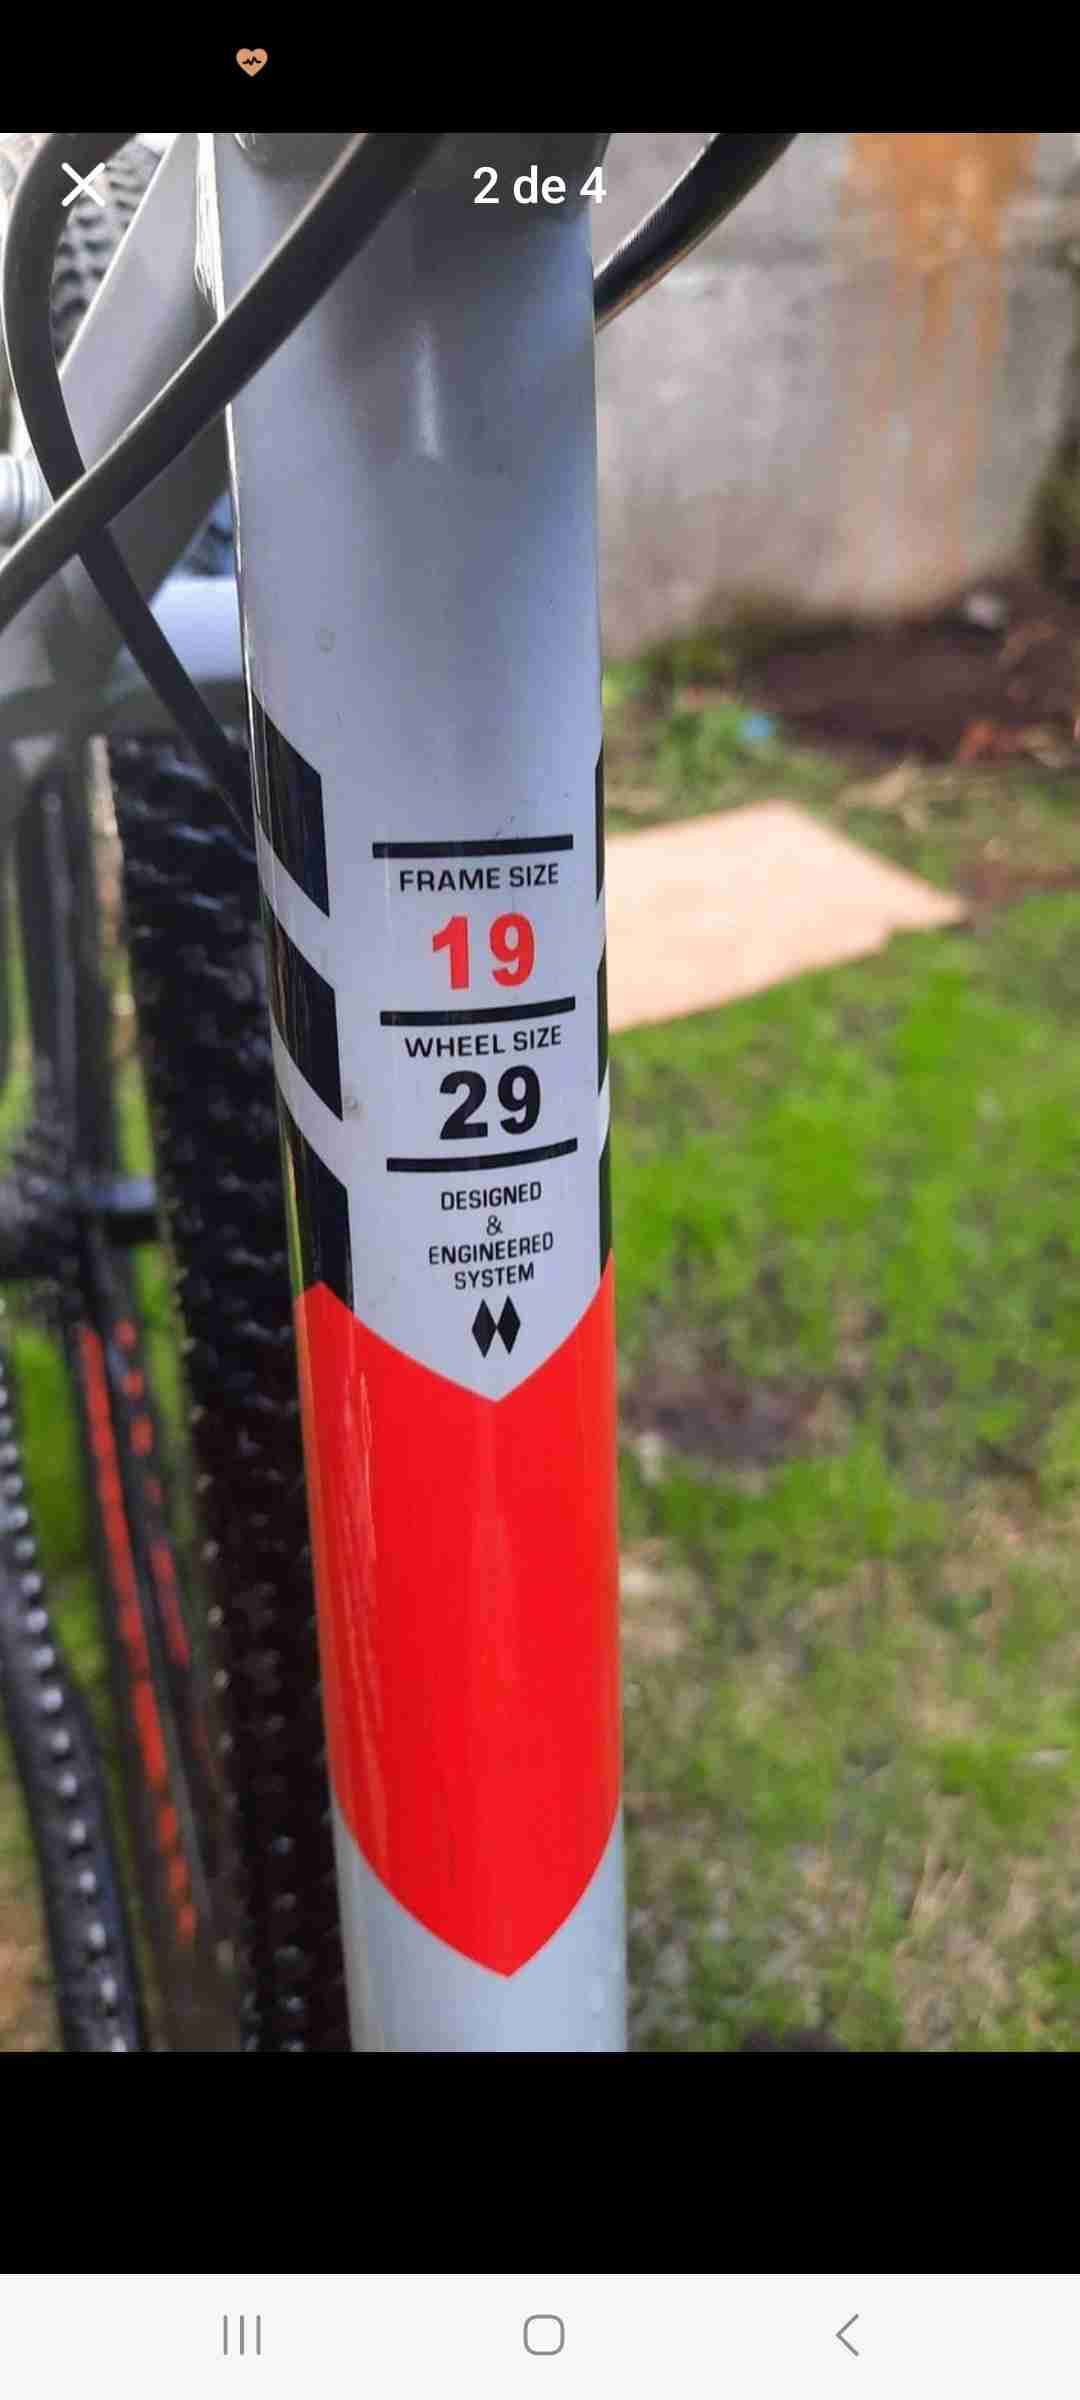 2 de 4
FRAME SIZE
19
WHEEL SIZE
29
DESIGNED
&
ENGINEERED
SYSTEM